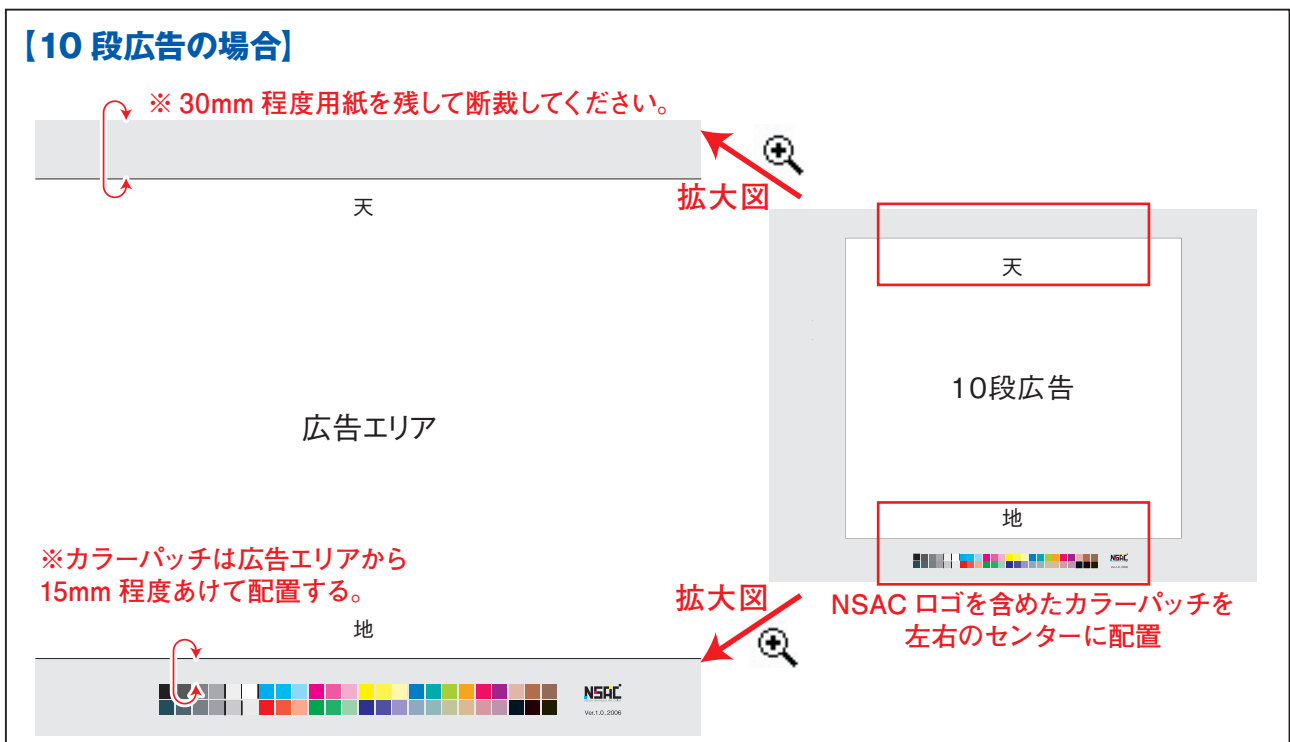 【10 段広告の場合】
※ 30mm 程度用紙を残して断裁してください。
天
拡大図
天
10段広告
広告エリア
地
※カラーパッチは広告エリアから
15mm 程度あけて配置する。
地
拡大図
NSAC
NSAC ロゴを含めたカラーパッチを
左右のセンターに配置
NSAC
Ver.1.0. 2006